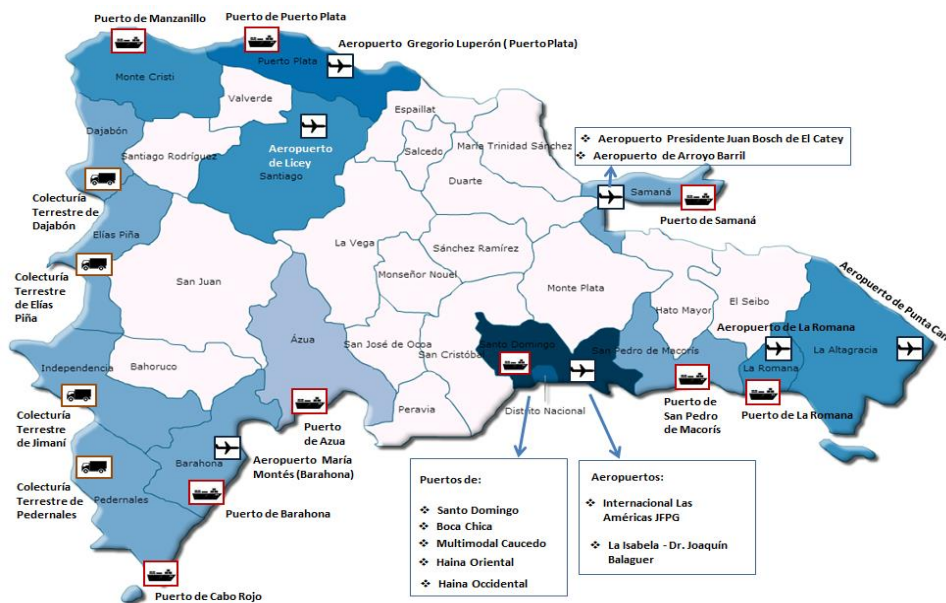 Puerto de Manzanillo
Puerto de Puerto Plata
Aeropuerto Gregorio Luperón ( Puerto Plata)
Puerto Plata
Monte Cristi
Valverde
Espaillat
Dajabón
Santiago Rodríguez
Aeropuerto
de Licey
Santiago
Salcedo
María Trinidad Sánchez
Duarte
❖ Aeropuerto Presidente Juan Bosch de El Catey
❖ Aeropuerto de Arroyo Barril
Samaná
Puerto de Samaná
Colecturía
Terrestre de
Dajabón
Elías Piña
Colecturía
Terrestre
de Elías
Piña
San Juan
La Vega
Sánchez Ramírez
Monseñor Nouel
Monte Plata
Hato Mayor
El Seibo
Aeropuerto de Punta Can
Aeropuerto de La Romana
La Altagracia
La Romana
San Pedro de Macorís
Santo Domingo
San José de Ocoa
San Cristóbal
Ázua
Independencia
Bahoruco
Peravia
Distrito Nacional
Puerto de
San Pedro
de Macorís
Puerto de La Romana
Colecturía
Terrestre
de Jimaní
Puerto
de Azua
Barahona
Aeropuerto María
Montés (Barahona)
Colecturía
Terrestre de
Pedernales
Pedernales
Puerto de Barahona
Puerto de Cabo Rojo
Puertos de:
❖ Santo Domingo
❖ Boca Chica
❖ Multimodal Caucedo
❖ Haina Oriental
❖ Haina Occidental
Aeropuertos:
❖ Internacional Las
Américas JFPG
❖ La Isabela - Dr. Joaquín
Balaguer